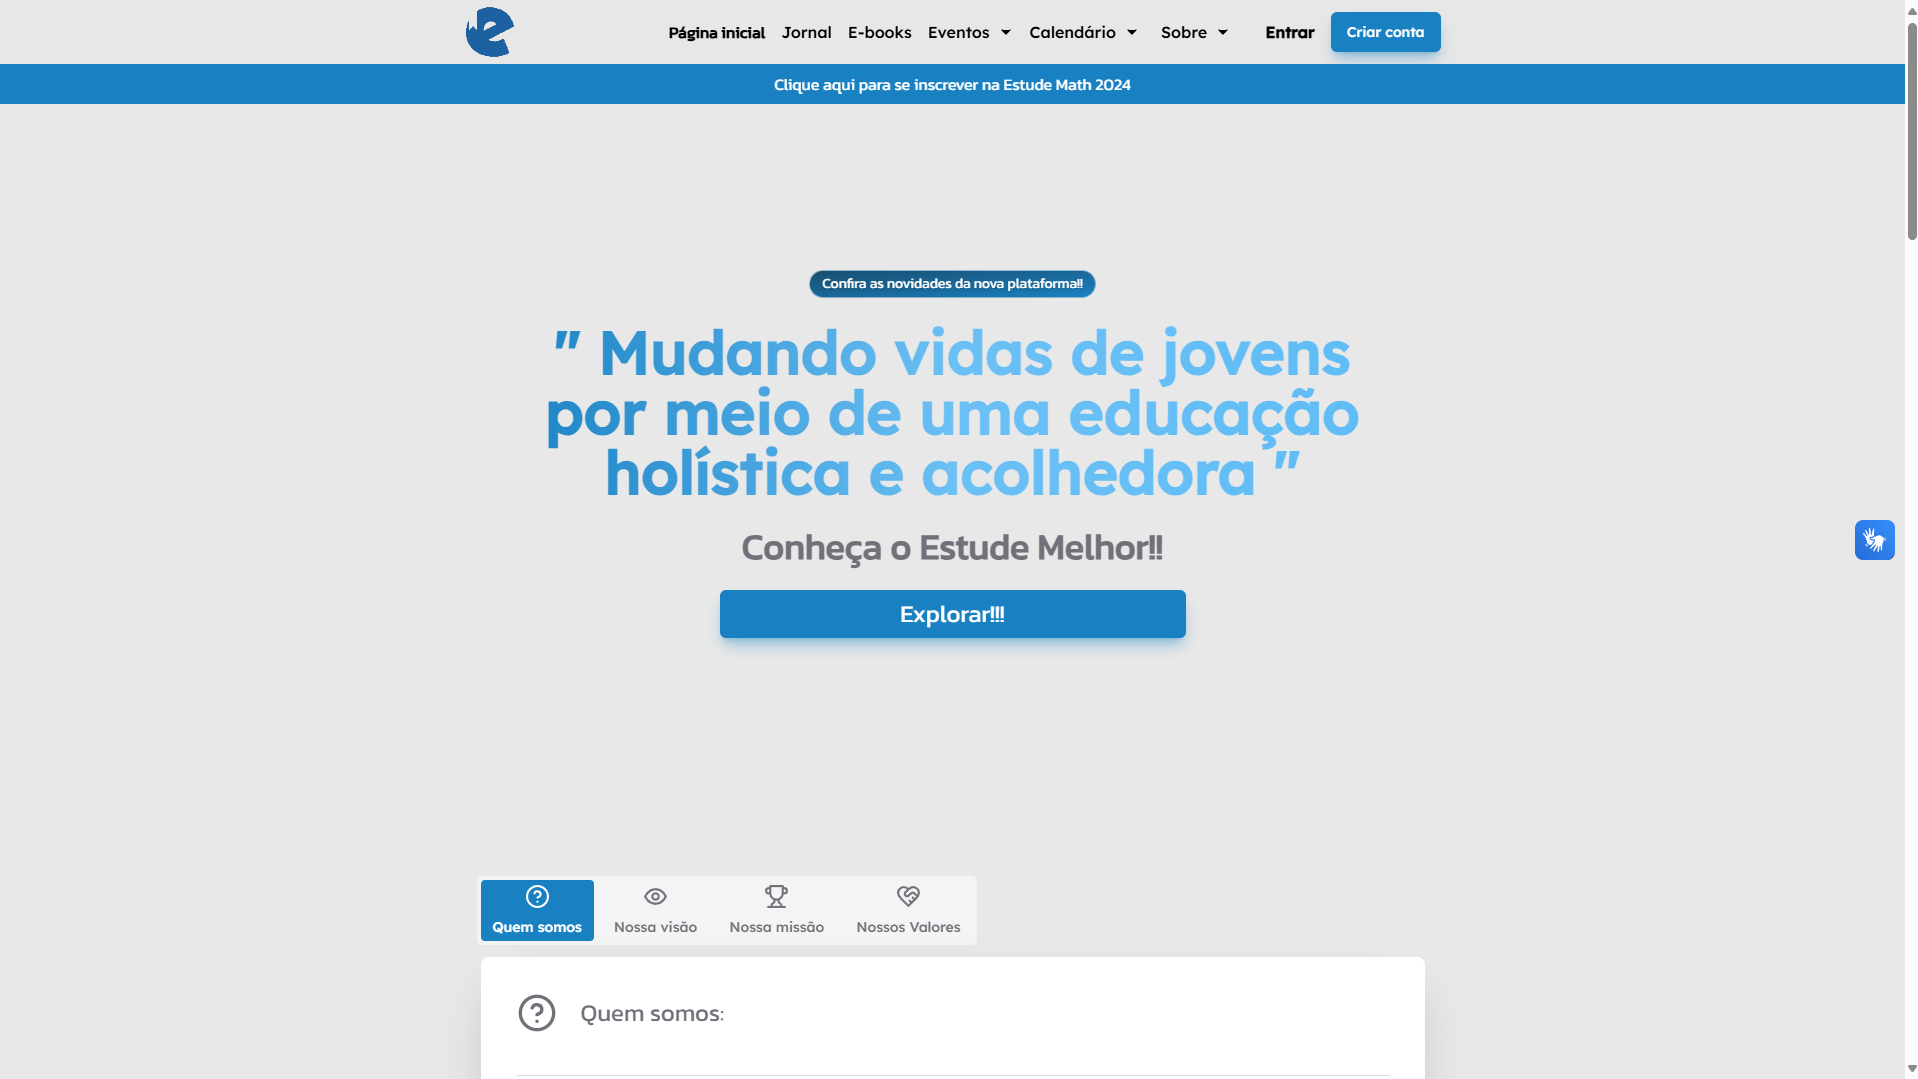 Página inicial Jornal E-books Eventos Calendário Sobre Entrar Criar conta
Clique aqui para se inscrever na Estude Math 2024
Confira as novidades da nova plataforma!!
" Mudando vidas de jovens
por meio de uma educação
holística e acolhedora "
Conheça o Estude Melhor!!
Explorar!!!
Quem somos Nossa visão Nossa missão Nossos Valores
Quem somos: